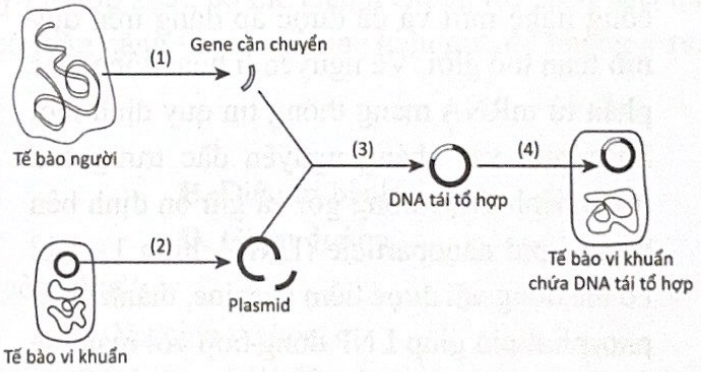 (1)
Gene cần chuyển
Tế bào người
(3)
(4)
DNA tái tổ hợp
(2)
Plasmid
Tế bào vi khuẩn
Tế bào vi khuẩn
chứa DNA tái tổ hợp